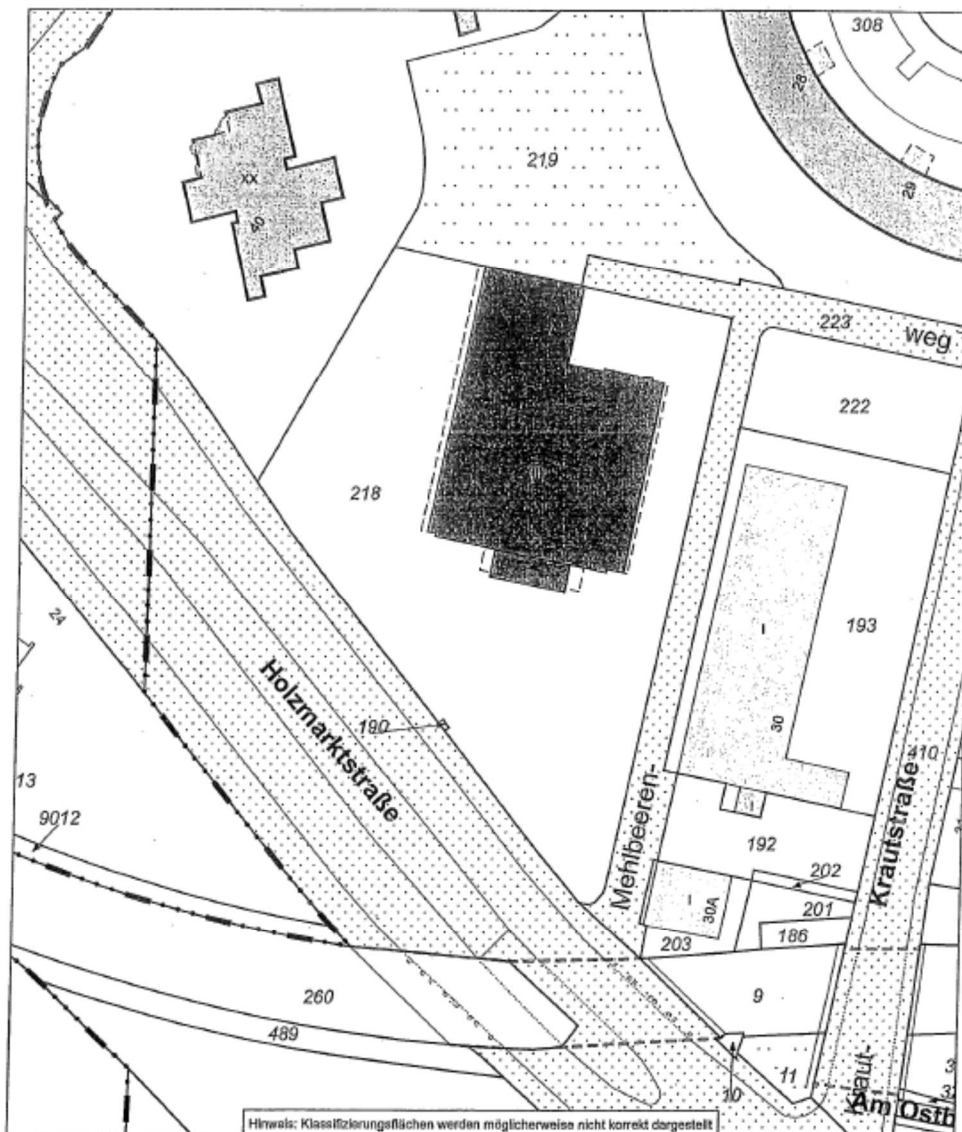 308
28
219
29
XX
40
223
weg
222
218
III
193
I
24
Holzmarktstraße
190
30
410
13
Krautstraße
9012
Mehlbeeren-
192
202
I
30A
201
186
203
9
260
489
11
10
Am Ostb
Hinweis: Klassifizierungsflächen werden möglicherweise nicht korrekt dargestellt